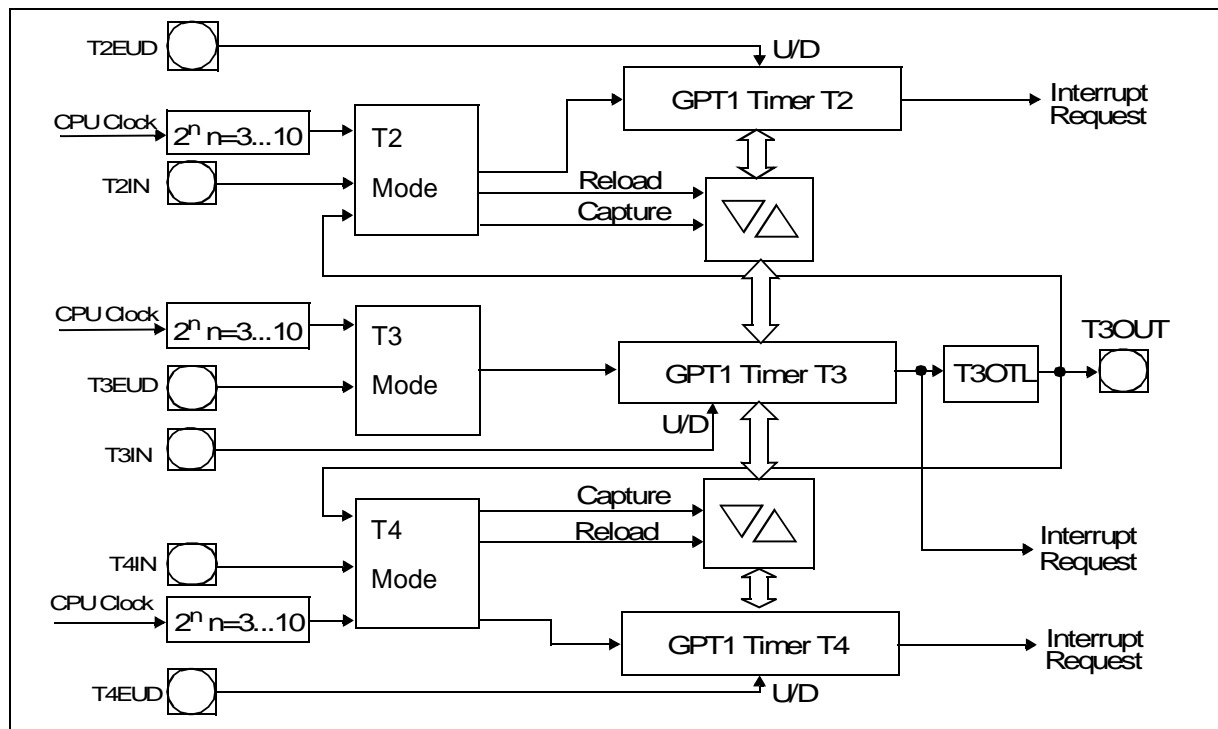 T2EUD
U/D
GPT1 Timer T2
Interrupt
Request
CPU Clock
2ⁿ n=3...10
T2
Mode
T2IN
Reload
Capture
CPU Clock
2ⁿ n=3...10
T3
Mode
T3EUD
GPT1 Timer T3
T3OTL
T3OUT
T3IN
U/D
Capture
Reload
T4
Mode
T4IN
Interrupt
Request
CPU Clock
2ⁿ n=3...10
GPT1 Timer T4
Interrupt
Request
T4EUD
U/D